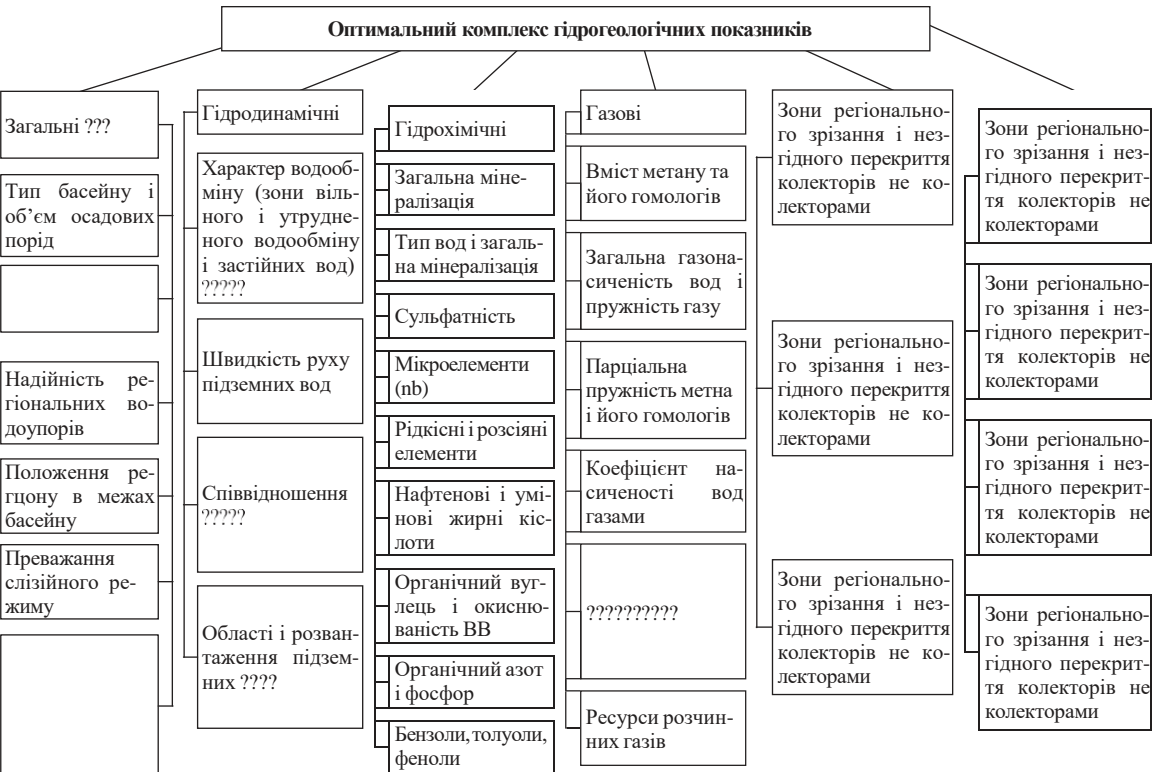 Оптимальний комплекс гідрогеологічних показників
Загальні ???
Тип басейну і
об’єм осадових
порід
Надійність ре-
гіональних во-
доупорів
Положення ре-
гцону в межах
басейну
Преважання
слізійного ре-
жиму
Гідродинамічні
Характер водооб-
міну (зони віль-
ного і утрудне-
ного водообміну
і застійних вод)
?????
Швидкість руху
підземних вод
Співвідношення
?????
Області і розван-
таження підзем-
них ????
Гідрохімічні
Загальна міне-
ралізація
Тип вод і загаль-
на мінералізація
Сульфатність
Мікроелементи
(nb)
Рідкісні і розсіяні
елементи
Нафтенові і умі-
нові жирні кіс-
лоти
Органічний вуг-
лець і окисню-
ваність ВВ
Органічний азот
і фосфор
Бензоли, толуоли,
феноли
Газові
Вміст метану та
його гомологів
Загальна газона-
сиченість вод і
пружність газу
Парціальна
пружність метна
і його гомологів
Коефіцієнт на-
сиченості вод
газами
??????????
Ресурси розчин-
них газів
Зони регіонально-
го зрізання і нез-
гідного перекриття
колекторів не ко-
лекторами
Зони регіонально-
го зрізання і нез-
гідного перекриття
колекторів не ко-
лекторами
Зони регіонально-
го зрізання і нез-
гідного перекриття
колекторів не ко-
лекторами
Зони регіонально-
го зрізання і нез-
гідного перекрит-
тя колекторів не
колекторами
Зони регіонально-
го зрізання і нез-
гідного перекрит-
тя колекторів не
колекторами
Зони регіонально-
го зрізання і нез-
гідного перекрит-
тя колекторів не
колекторами
Зони регіонально-
го зрізання і нез-
гідного перекрит-
тя колекторів не
колекторами